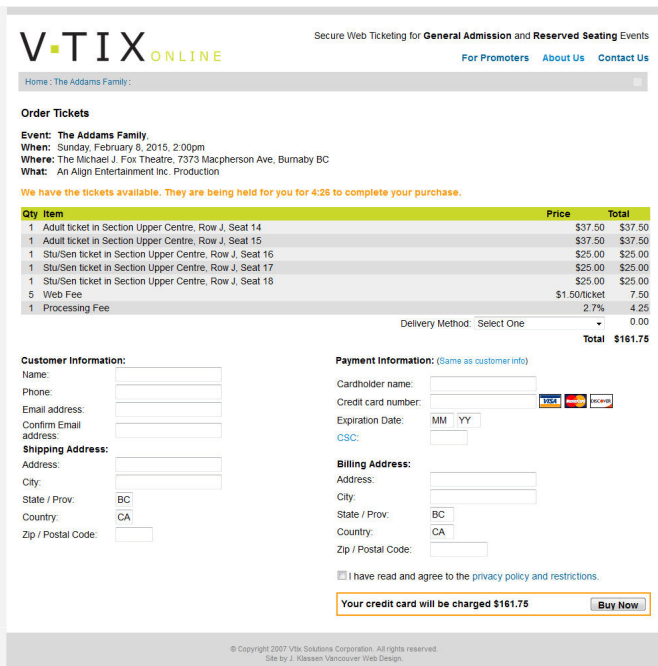 V-TIX ONLINE
Secure Web Ticketing for General Admission and Reserved Seating Events
For Promoters About Us Contact Us
Home : The Addams Family :
Order Tickets
Event: The Addams Family,
When: Sunday, February 8, 2015, 2:00pm
Where: The Michael J. Fox Theatre, 7373 Macpherson Ave, Burnaby BC
What: An Align Entertainment Inc. Production
We have the tickets available. They are being held for you for 4:26 to complete your purchase.
Qty Item Price Total
1 Adult ticket in Section Upper Centre, Row J, Seat 14 $37.50 $37.50
1 Adult ticket in Section Upper Centre, Row J, Seat 15 $37.50 $37.50
1 Stu/Sen ticket in Section Upper Centre, Row J, Seat 16 $25.00 $25.00
1 Stu/Sen ticket in Section Upper Centre, Row J, Seat 17 $25.00 $25.00
1 Stu/Sen ticket in Section Upper Centre, Row J, Seat 18 $25.00 $25.00
5 Web Fee $1.50/ticket 7.50
1 Processing Fee 2.7% 4.25
Delivery Method: Select One 0.00
Total $161.75
Customer Information:
Name:
Phone:
Email address:
Confirm Email
address:
Shipping Address:
Address:
City:
State / Prov: BC
Country: CA
Zip / Postal Code:
Payment Information: (Same as customer info)
Cardholder name:
Credit card number: VISA MasterCard DISCOVER
Expiration Date: MM YY
CSC:
Billing Address:
Address:
City:
State / Prov: BC
Country: CA
Zip / Postal Code:
I have read and agree to the privacy policy and restrictions.
Your credit card will be charged $161.75 Buy Now
© Copyright 2007 Vtix Solutions Corporation. All rights reserved.
Site by J. Klassen Vancouver Web Design.